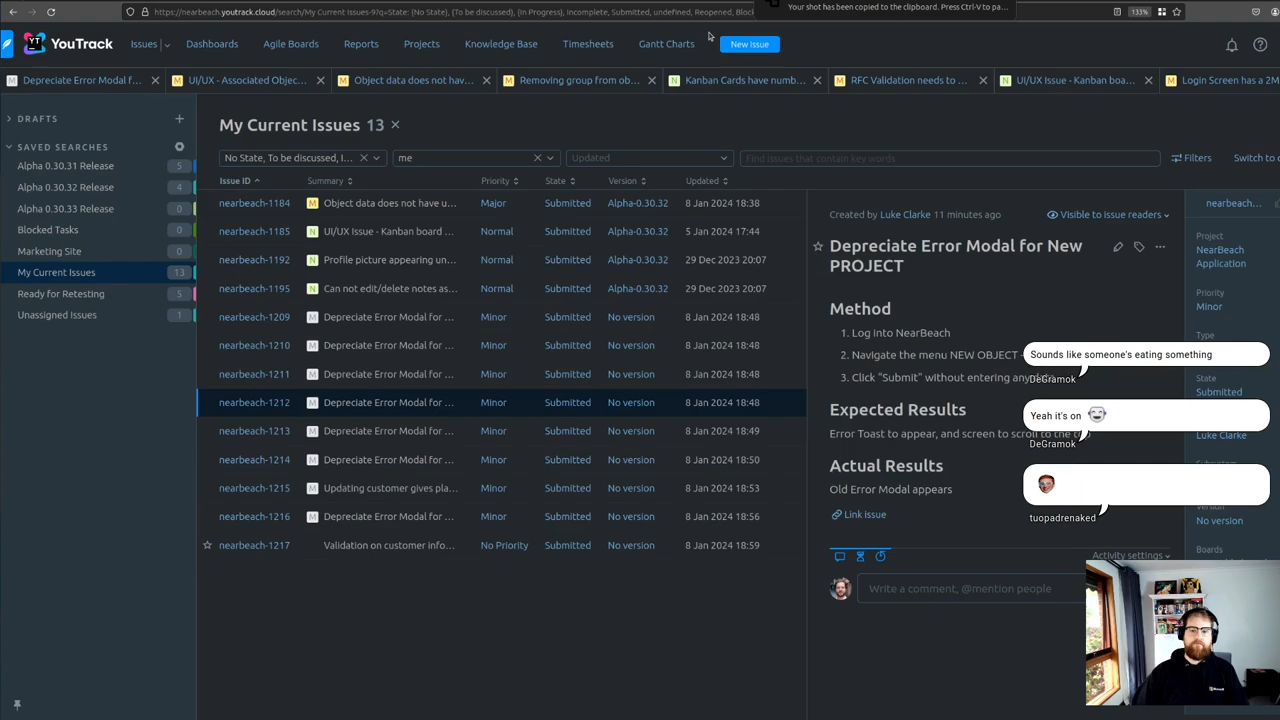 nearbeach.youtrack.cloud/search/My Current Issues-9?q=State: {No State}, {To be discussed}, {In Progress}, Incomplete, Submitted, undefined, Reopened, Block
Your shot has been copied to the clipboard. Press Ctrl-V to pa...
133%
YT YouTrack
Issues Dashboards Agile Boards Reports Projects Knowledge Base Timesheets Gantt Charts New Issue
M Depreciate Error Modal f...
M UI/UX - Associated Objec...
M Object data does not hav...
M Removing group from ob...
N Kanban Cards have numb...
M RFC Validation needs to ...
N UI/UX Issue - Kanban boa...
M Login Screen has a 2M
DRAFTS
SAVED SEARCHES
Alpha 0.30.31 Release 5
Alpha 0.30.32 Release 4
Alpha 0.30.33 Release 0
Blocked Tasks 0
Marketing Site 0
My Current Issues 13
Ready for Retesting 5
Unassigned Issues 1
My Current Issues 13
No State, To be discussed, I... me Updated Find issues that contain key words Filters Switch to
Issue ID Summary Priority State Version Updated
nearbeach-1184 M Object data does not have u... Major Submitted Alpha-0.30.32 8 Jan 2024 18:38
nearbeach-1185 N UI/UX Issue - Kanban board ... Normal Submitted Alpha-0.30.32 5 Jan 2024 17:44
nearbeach-1192 N Profile picture appearing un... Normal Submitted Alpha-0.30.32 29 Dec 2023 20:07
nearbeach-1195 N Can not edit/delete notes as... Normal Submitted Alpha-0.30.32 29 Dec 2023 20:07
nearbeach-1209 M Depreciate Error Modal for ... Minor Submitted No version 8 Jan 2024 18:48
nearbeach-1210 M Depreciate Error Modal for ... Minor Submitted No version 8 Jan 2024 18:48
nearbeach-1211 M Depreciate Error Modal for ... Minor Submitted No version 8 Jan 2024 18:48
nearbeach-1212 M Depreciate Error Modal for ... Minor Submitted No version 8 Jan 2024 18:48
nearbeach-1213 M Depreciate Error Modal for ... Minor Submitted No version 8 Jan 2024 18:49
nearbeach-1214 M Depreciate Error Modal for ... Minor Submitted No version 8 Jan 2024 18:50
nearbeach-1215 M Updating customer gives pla... Minor Submitted No version 8 Jan 2024 18:53
nearbeach-1216 M Depreciate Error Modal for ... Minor Submitted No version 8 Jan 2024 18:56
nearbeach-1217 Validation on customer info... No Priority Submitted No version 8 Jan 2024 18:59
Created by Luke Clarke 11 minutes ago
Visible to issue readers
Depreciate Error Modal for New
PROJECT
Method
1. Log into NearBeach
2. Navigate the menu NEW OBJECT
3. Click "Submit" without entering any
Expected Results
Error Toast to appear, and screen to scroll to the top
Actual Results
Old Error Modal appears
Link issue
Activity settings
Write a comment, @mention people
nearbeach...
Project
NearBeach
Application
Priority
Minor
Type
State
Submitted
Luke Clarke
No version
Boards
Sounds like someone's eating something
DeGramok
Yeah it's on
DeGramok
tuopadrenaked